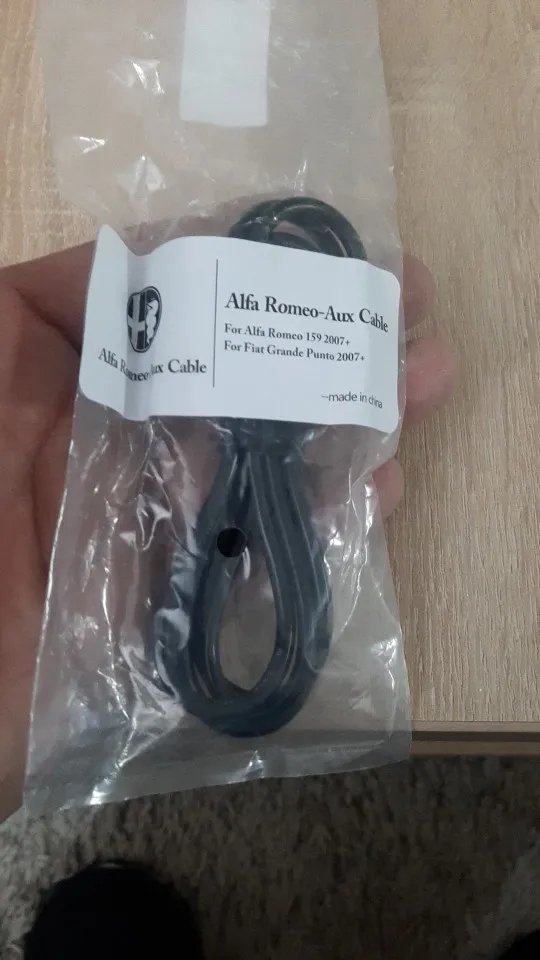 Alfa Romeo-Aux Cable
Alfa Romeo-Aux Cable
For Alfa Romeo 159 2007+
For Fiat Grande Punto 2007+
--made in china